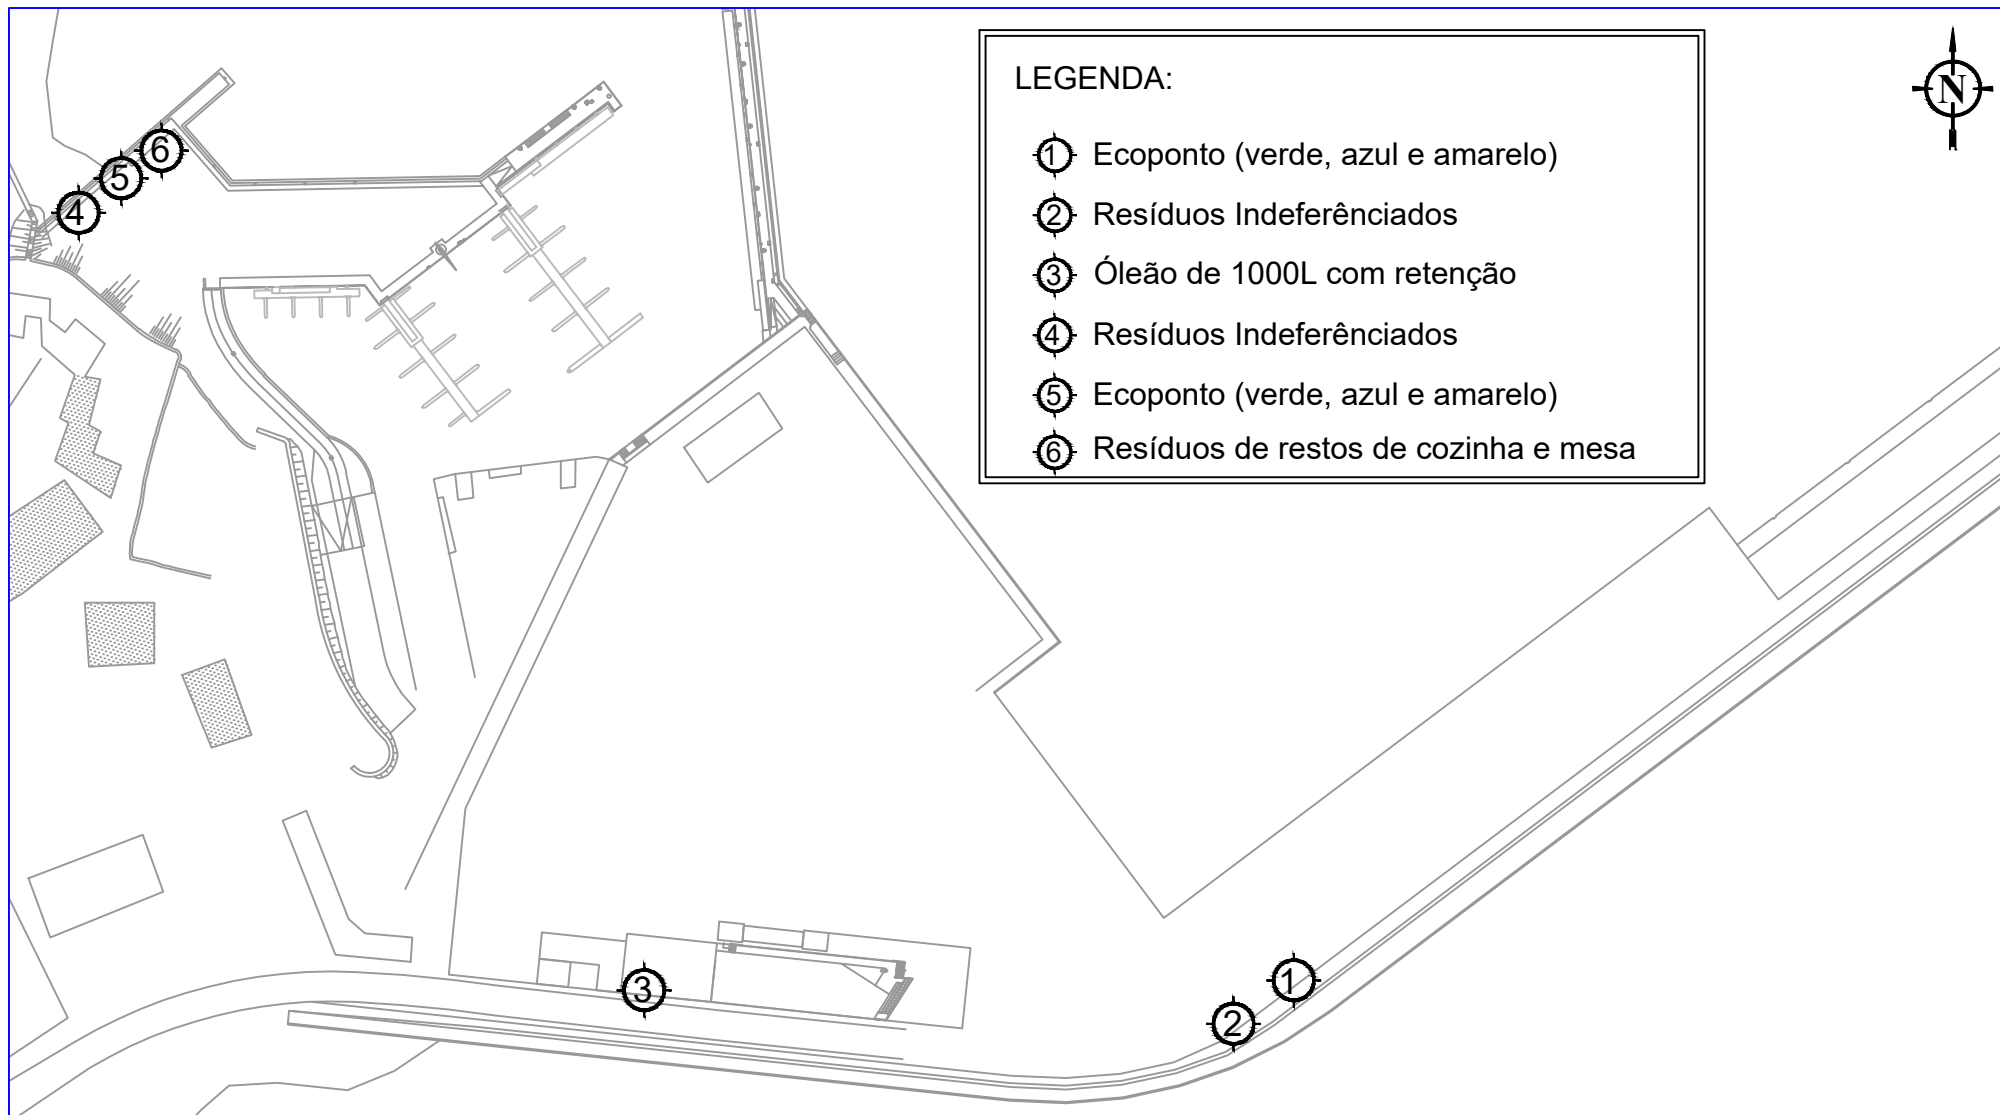 LEGENDA:
N
1 Ecoponto (verde, azul e amarelo)
2 Resíduos Indeferênciados
3 Óleão de 1000L com retenção
4 Resíduos Indeferênciados
5 Ecoponto (verde, azul e amarelo)
6 Resíduos de restos de cozinha e mesa
6
5
4
3
1
2